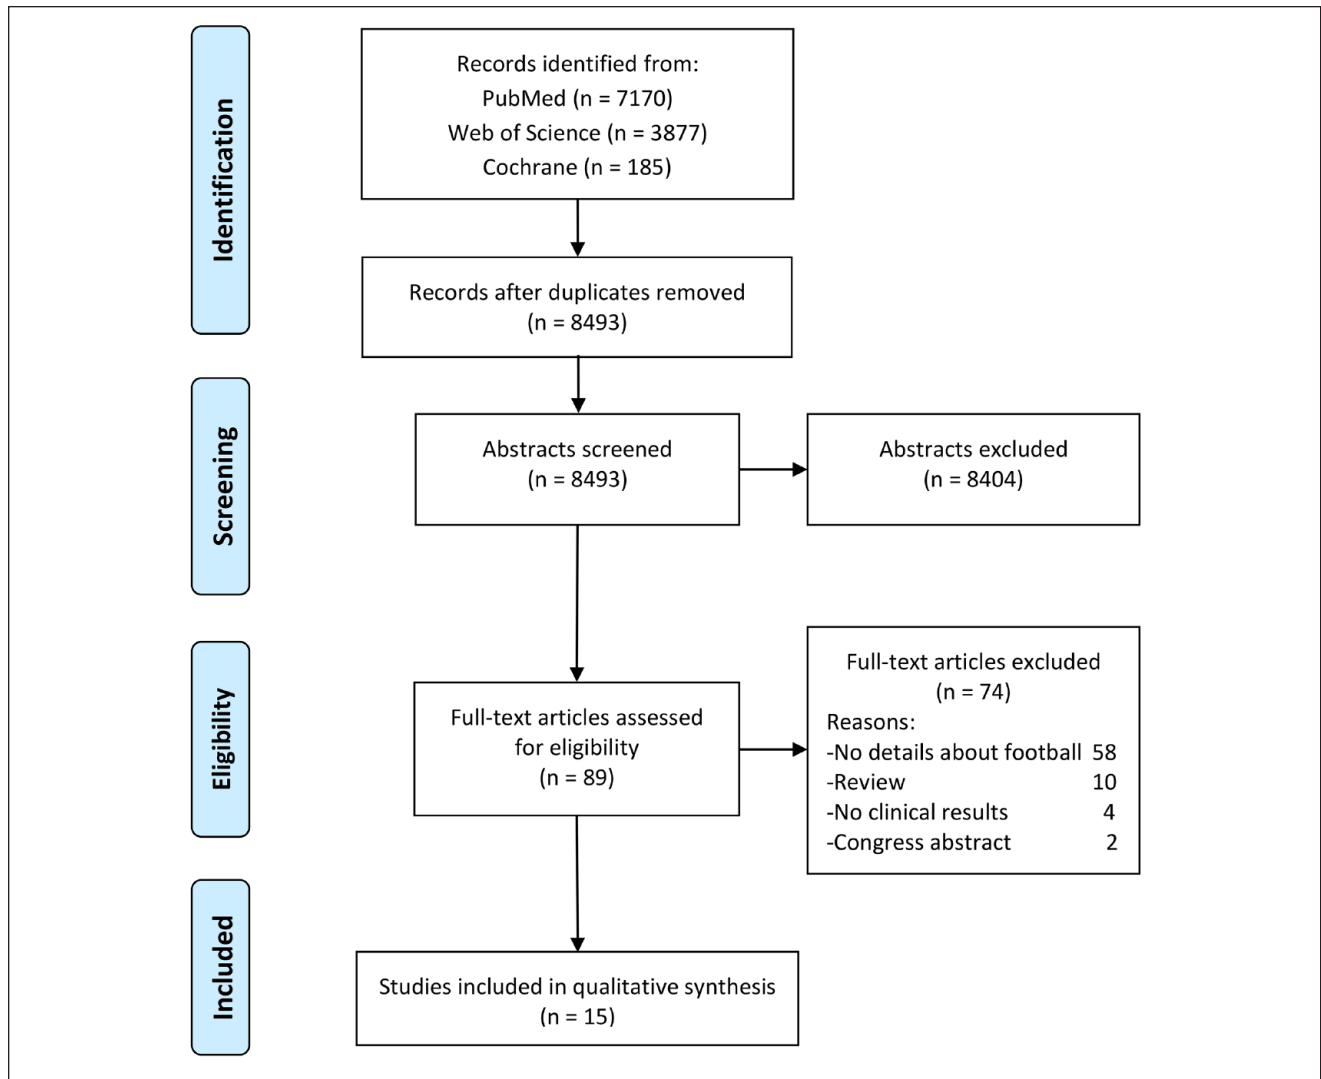 Identification
Records identified from:
PubMed (n = 7170)
Web of Science (n = 3877)
Cochrane (n = 185)
Records after duplicates removed
(n = 8493)
Screening
Abstracts screened
(n = 8493)
Abstracts excluded
(n = 8404)
Eligibility
Full-text articles assessed
for eligibility
(n = 89)
Full-text articles excluded
(n = 74)
Reasons:
-No details about football 58
-Review 10
-No clinical results 4
-Congress abstract 2
Included
Studies included in qualitative synthesis
(n = 15)